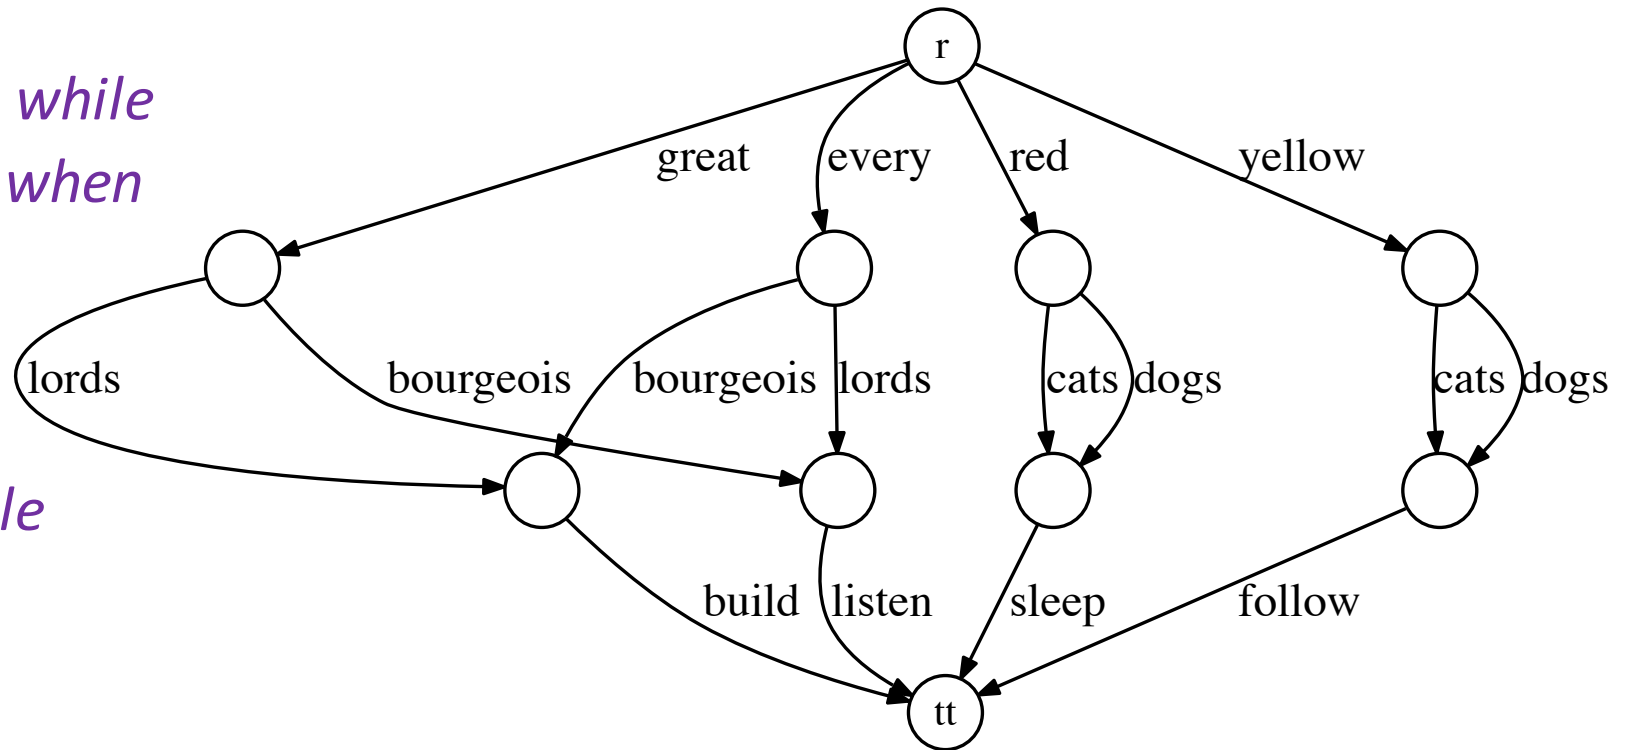 r
while
great every red yellow
when
lords bourgeois bourgeois lords cats dogs cats dogs
le
build listen sleep follow
tt